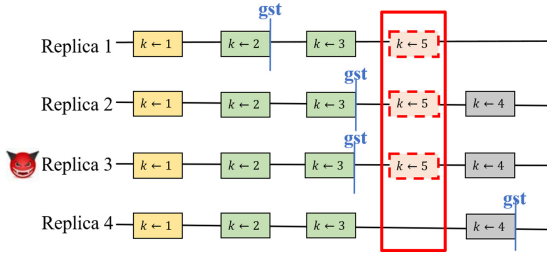 gst
Replica 1 k ← 1 k ← 2 k ← 3 k ← 5
gst
Replica 2 k ← 1 k ← 2 k ← 3 k ← 5 k ← 4
gst
Replica 3 k ← 1 k ← 2 k ← 3 k ← 5 k ← 4
gst
Replica 4 k ← 1 k ← 2 k ← 3 k ← 4